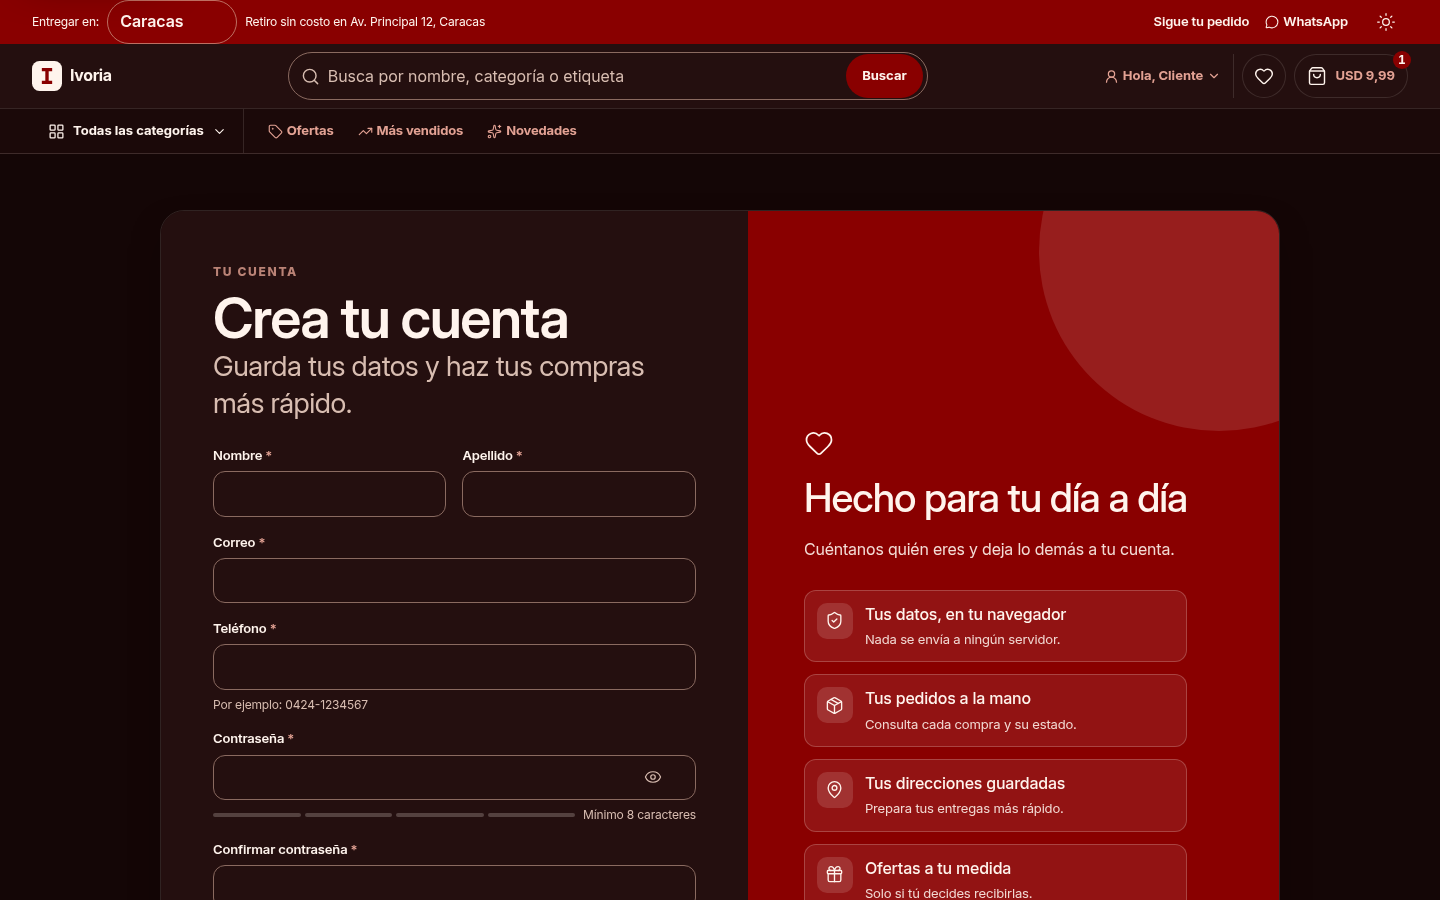 Entregar en: Caracas Retiro sin costo en Av. Principal 12, Caracas Sigue tu pedido WhatsApp
I Ivoria Busca por nombre, categoría o etiqueta Buscar Hola, Cliente USD 9,99 1
Todas las categorías Ofertas Más vendidos Novedades
TU CUENTA
Crea tu cuenta
Guarda tus datos y haz tus compras
más rápido.
Nombre *
Apellido *
Correo *
Teléfono *
Por ejemplo: 0424-1234567
Contraseña *
Mínimo 8 caracteres
Confirmar contraseña *
Hecho para tu día a día
Cuéntanos quién eres y deja lo demás a tu cuenta.
Tus datos, en tu navegador
Nada se envía a ningún servidor.
Tus pedidos a la mano
Consulta cada compra y su estado.
Tus direcciones guardadas
Prepara tus entregas más rápido.
Ofertas a tu medida
Solo si tú decides recibirlas.